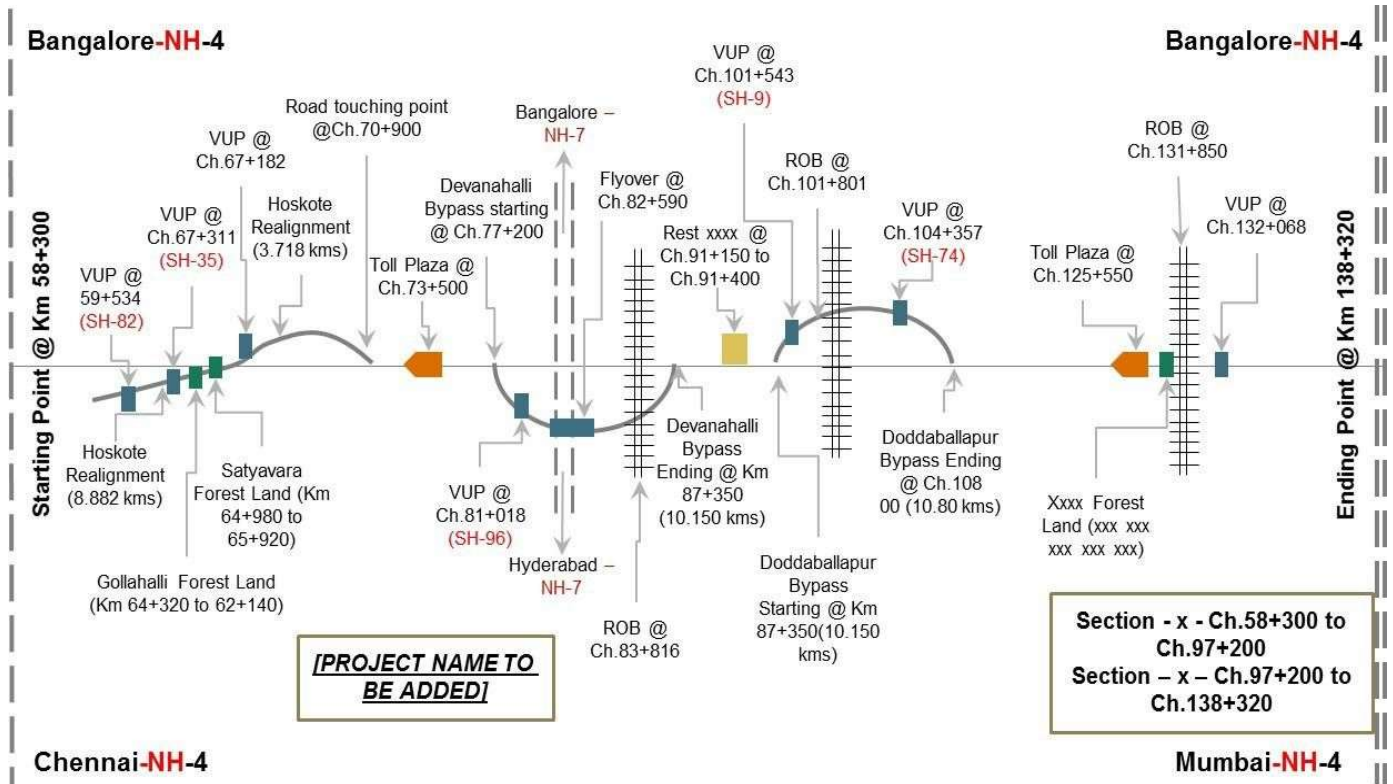 Bangalore-NH-4
Bangalore-NH-4
Starting Point @ Km 58+300
VUP @
59+534
(SH-82)
VUP @
Ch.67+311
(SH-35)
VUP @
Ch.67+182
Hoskote
Realignment
(3.718 kms)
Road touching point
@Ch.70+900
Toll Plaza @
Ch.73+500
Devanahalli
Bypass starting
@ Ch.77+200
Bangalore –
NH-7
Flyover @
Ch.82+590
Rest xxxx @
Ch.91+150 to
Ch.91+400
VUP @
Ch.101+543
(SH-9)
ROB @
Ch.101+801
VUP @
Ch.104+357
(SH-74)
Toll Plaza @
Ch.125+550
ROB @
Ch.131+850
VUP @
Ch.132+068
Ending Point @ Km 138+320
Hoskote
Realignment
(8.882 kms)
Satyavara
Forest Land (Km
64+980 to
65+920)
Gollahalli Forest Land
(Km 64+320 to 62+140)
VUP @
Ch.81+018
(SH-96)
Hyderabad –
NH-7
ROB @
Ch.83+816
Devanahalli
Bypass
Ending @ Km
87+350
(10.150 kms)
Doddaballapur
Bypass
Starting @ Km
87+350(10.150
kms)
Doddaballapur
Bypass Ending
@ Ch.108
00 (10.80 kms)
Xxxx Forest
Land (xxx xxx
xxx xxx xxx)
[PROJECT NAME TO
BE ADDED]
Section - x - Ch.58+300 to
Ch.97+200
Section – x – Ch.97+200 to
Ch.138+320
Chennai-NH-4
Mumbai-NH-4